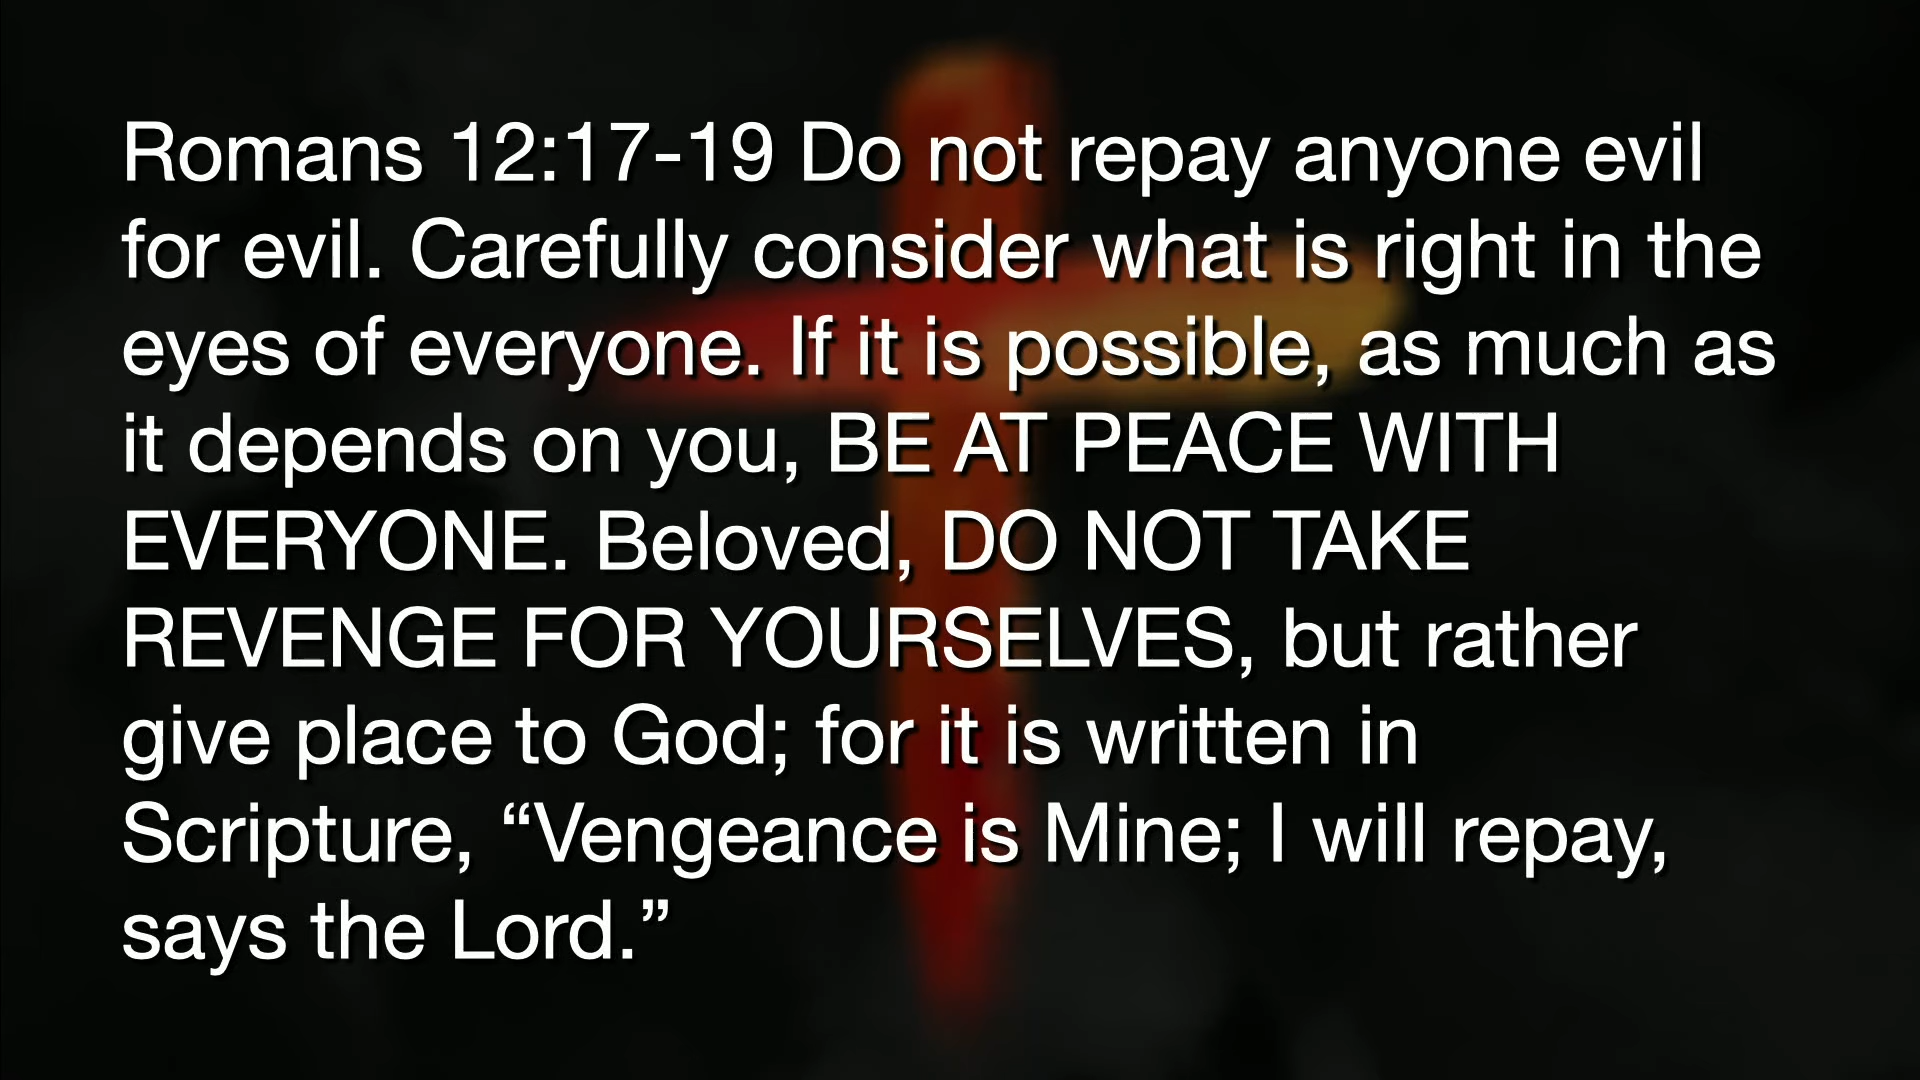 Romans 12:17-19 Do not repay anyone evil
for evil. Carefully consider what is right in the
eyes of everyone. If it is possible, as much as
it depends on you, BE AT PEACE WITH
EVERYONE. Beloved, DO NOT TAKE
REVENGE FOR YOURSELVES, but rather
give place to God; for it is written in
Scripture, “Vengeance is Mine; I will repay,
says the Lord.”